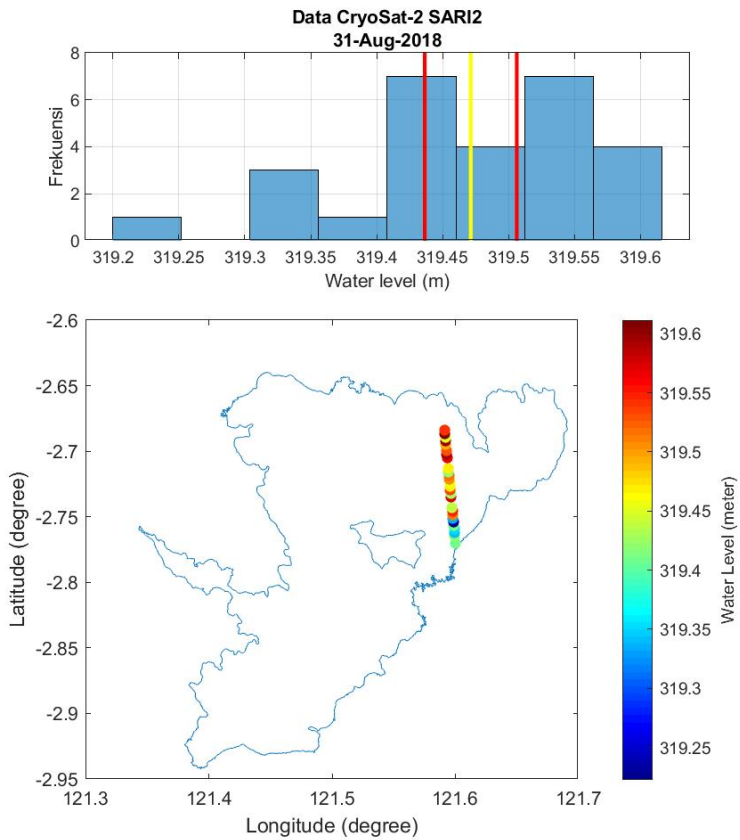 Data CryoSat-2 SARI2
31-Aug-2018
8
6
4
2
0
Frekuensi
319.2 319.25 319.3 319.35 319.4 319.45 319.5 319.55 319.6
Water level (m)
-2.6
-2.65
-2.7
-2.75
-2.8
-2.85
-2.9
-2.95
Latitude (degree)
121.3 121.4 121.5 121.6 121.7
Longitude (degree)
319.6
319.55
319.5
319.45
319.4
319.35
319.3
319.25
Water Level (meter)